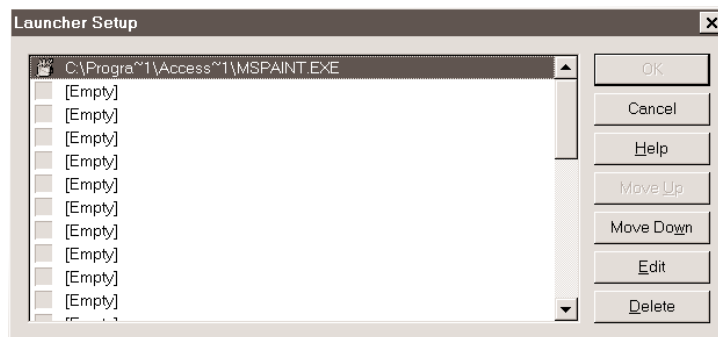 Launcher Setup
C:\Progra~1\Access~1\MSPAINT.EXE
[Empty]
[Empty]
[Empty]
[Empty]
[Empty]
[Empty]
[Empty]
[Empty]
[Empty]
[Empty]
OK
Cancel
Help
Move Up
Move Down
Edit
Delete